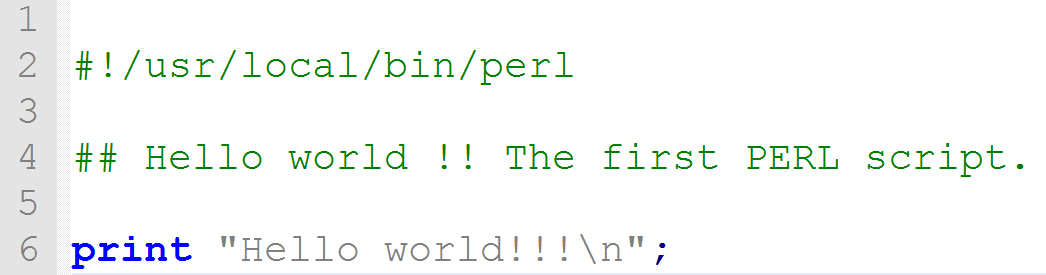 1
2 #!/usr/local/bin/perl
3
4 ## Hello world !! The first PERL script.
5
6 print "Hello world!!!\n";